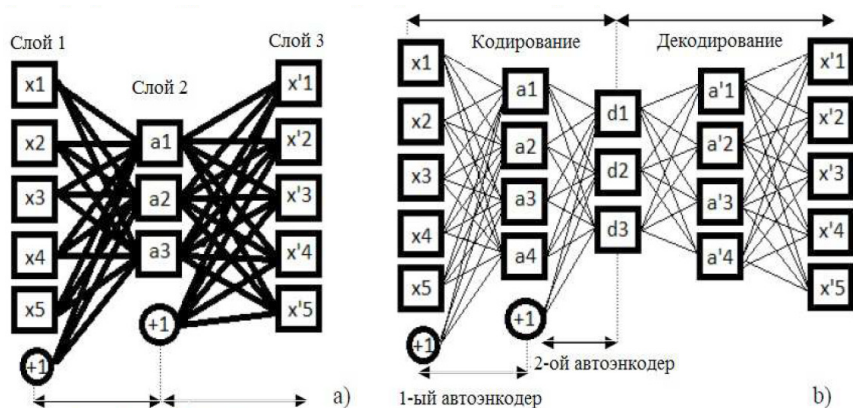 Слой 1
Слой 2
Слой 3
x1
x2
x3
x4
x5
+1
a1
a2
a3
+1
x'1
x'2
x'3
x'4
x'5
a)
Кодирование
Декодирование
x1
x2
x3
x4
x5
+1
a1
a2
a3
a4
+1
d1
d2
d3
a'1
a'2
a'3
a'4
x'1
x'2
x'3
x'4
x'5
2-ой автоэнкодер
1-ый автоэнкодер
b)